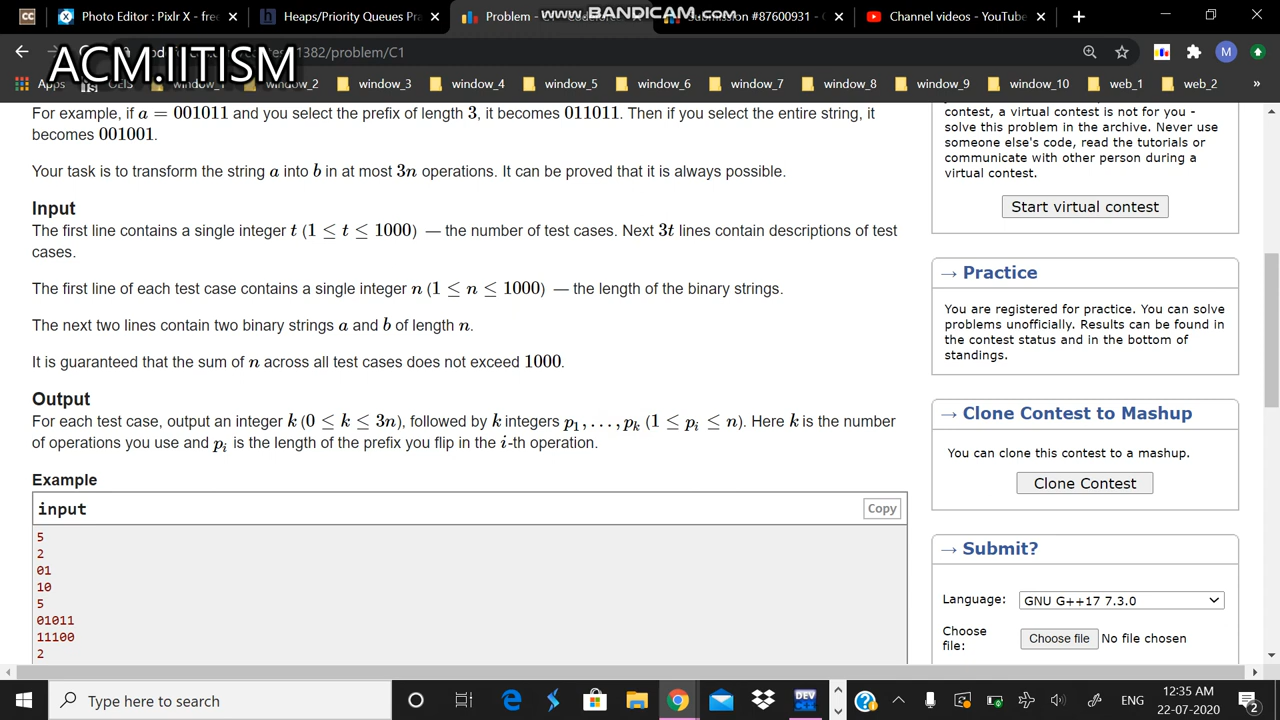 Photo Editor : Pixlr X - fre
Heaps/Priority Queues Pra
Problem -
WWW.BANDICAM.COM
Submission #87600931 - C
Channel videos - YouTube
1382/problem/C1
ACM.IITISM
Apps
window_2
window_3
window_4
window_5
window_6
window_7
window_8
window_9
window_10
web_1
web_2
For example, if a = 001011 and you select the prefix of length 3, it becomes 011011. Then if you select the entire string, it
becomes 001001.
Your task is to transform the string a into b in at most 3n operations. It can be proved that it is always possible.
Input
The first line contains a single integer t (1 ≤ t ≤ 1000) — the number of test cases. Next 3t lines contain descriptions of test
cases.
The first line of each test case contains a single integer n (1 ≤ n ≤ 1000) — the length of the binary strings.
The next two lines contain two binary strings a and b of length n.
It is guaranteed that the sum of n across all test cases does not exceed 1000.
Output
For each test case, output an integer k (0 ≤ k ≤ 3n), followed by k integers p1, . . . , pk (1 ≤ pi ≤ n). Here k is the number
of operations you use and pi is the length of the prefix you flip in the i-th operation.
Example
input
Copy
5
2
01
10
5
01011
11100
2
contest, a virtual contest is not for you -
solve this problem in the archive. Never use
someone else's code, read the tutorials or
communicate with other person during a
virtual contest.
Start virtual contest
→ Practice
You are registered for practice. You can solve
problems unofficially. Results can be found in
the contest status and in the bottom of
standings.
→ Clone Contest to Mashup
You can clone this contest to a mashup.
Clone Contest
→ Submit?
Language:
GNU G++17 7.3.0
Choose
file:
Choose file
No file chosen
Type here to search
DEV
ENG
12:35 AM
22-07-2020
2